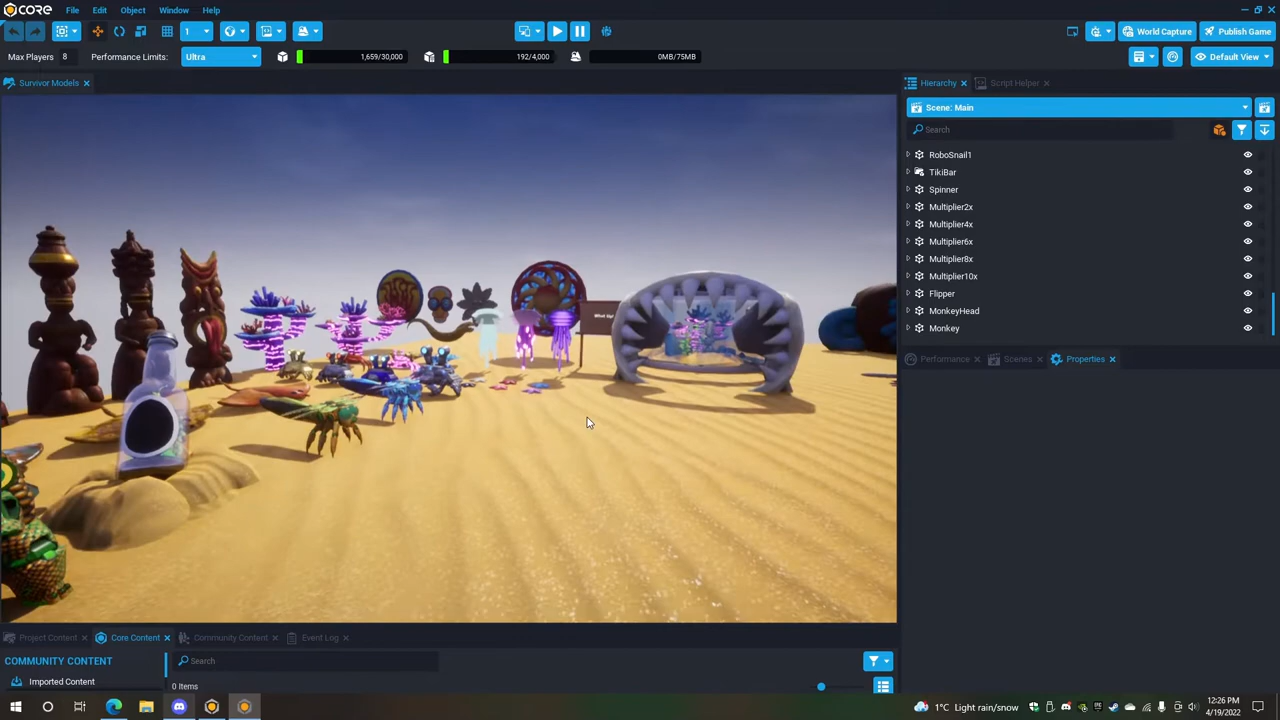 CORE File Edit Object Window Help
1 World Capture Publish Game
Max Players 8 Performance Limits: Ultra 1,659/30,000 192/4,000 0MB/75MB Default View
Survivor Models Hierarchy Script Helper
Scene: Main
Search
RoboSnail1
TikiBar
Spinner
Multiplier2x
Multiplier4x
Multiplier6x
Multiplier8x
Multiplier10x
Flipper
MonkeyHead
Monkey
Performance Scenes Properties
Project Content Core Content Community Content Event Log
COMMUNITY CONTENT Search
Imported Content 0 Items
1°C Light rain/snow 12:26 PM
4/19/2022